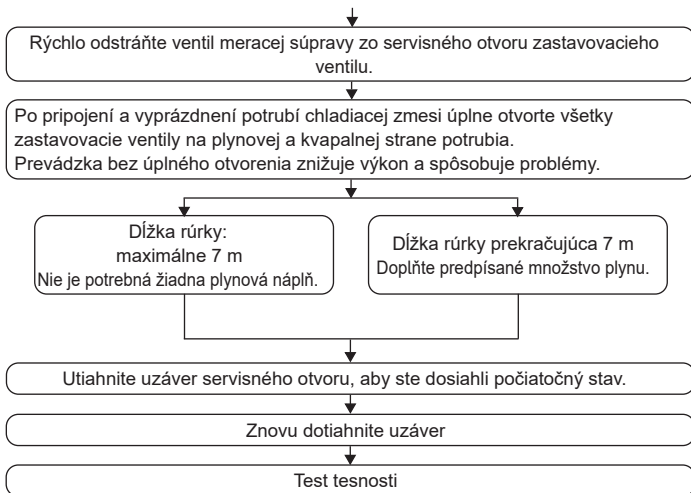 Rýchlo odstráňte ventil meracej súpravy zo servisného otvoru zastavovacieho
ventilu.
Po pripojení a vyprázdnení potrubí chladiacej zmesi úplne otvorte všetky
zastavovacie ventily na plynovej a kvapalnej strane potrubia.
Prevádzka bez úplného otvorenia znižuje výkon a spôsobuje problémy.
Dĺžka rúrky:
maximálne 7 m
Nie je potrebná žiadna plynová náplň.
Dĺžka rúrky prekračujúca 7 m
Doplňte predpísané množstvo plynu.
Utiahnite uzáver servisného otvoru, aby ste dosiahli počiatočný stav.
Znovu dotiahnite uzáver
Test tesnosti